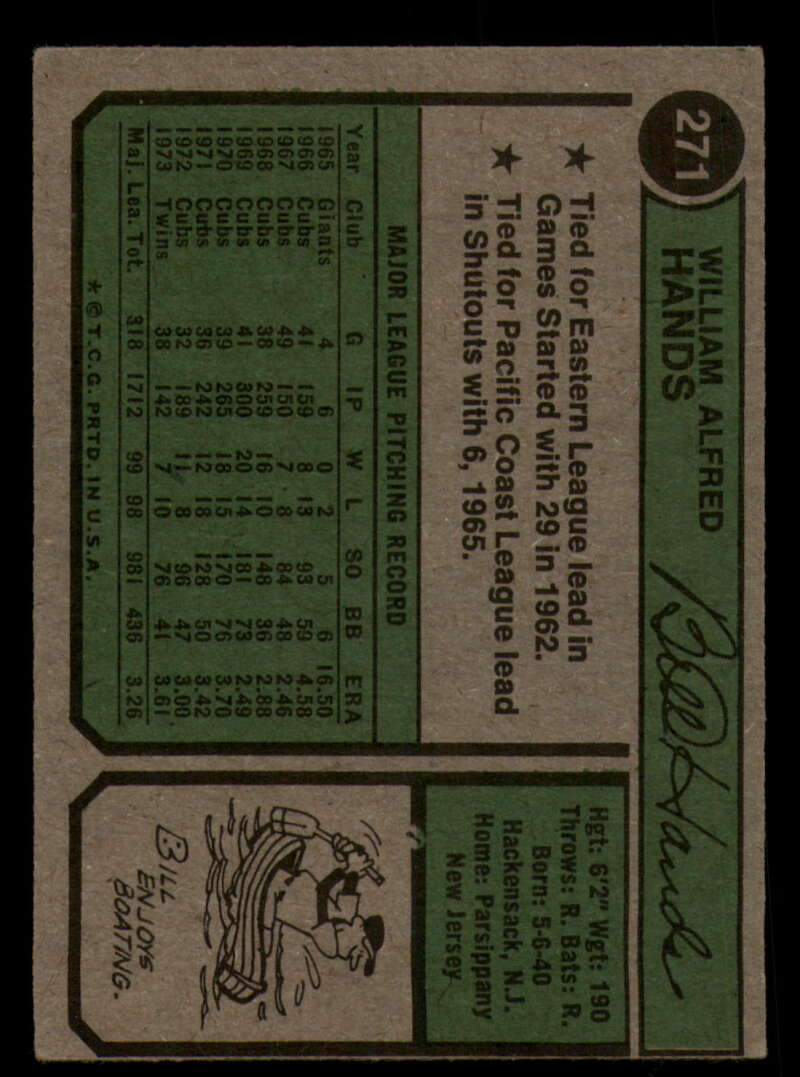 271
WILLIAM ALFRED
HANDS
Bill Hands
★ Tied for Eastern League lead in
Games Started with 29 in 1962.
★ Tied for Pacific Coast League lead
in Shutouts with 6, 1965.
Hgt: 6'2" Wgt: 190
Throws: R. Bats: R.
Born: 5-6-40
Hackensack, N.J.
Home: Parsippany
New Jersey
MAJOR LEAGUE PITCHING RECORD
Year Club G IP W L SO BB ERA
1965 Giants 4 6 0 2 5 6 16.50
1966 Cubs 41 159 8 13 93 59 4.58
1967 Cubs 49 150 7 8 84 48 2.46
1968 Cubs 38 259 16 10 148 36 2.88
1969 Cubs 41 300 20 14 181 73 2.49
1970 Cubs 39 265 18 15 170 76 3.70
1971 Cubs 36 242 12 18 128 50 3.42
1972 Cubs 32 189 11 8 96 47 3.00
1973 Twins 38 142 7 10 76 41 3.61
Maj. Lea. Tot. 318 1712 99 98 981 436 3.26
* © T.C.G. PRTD. IN U.S.A.
BILL
ENJOYS
BOATING.